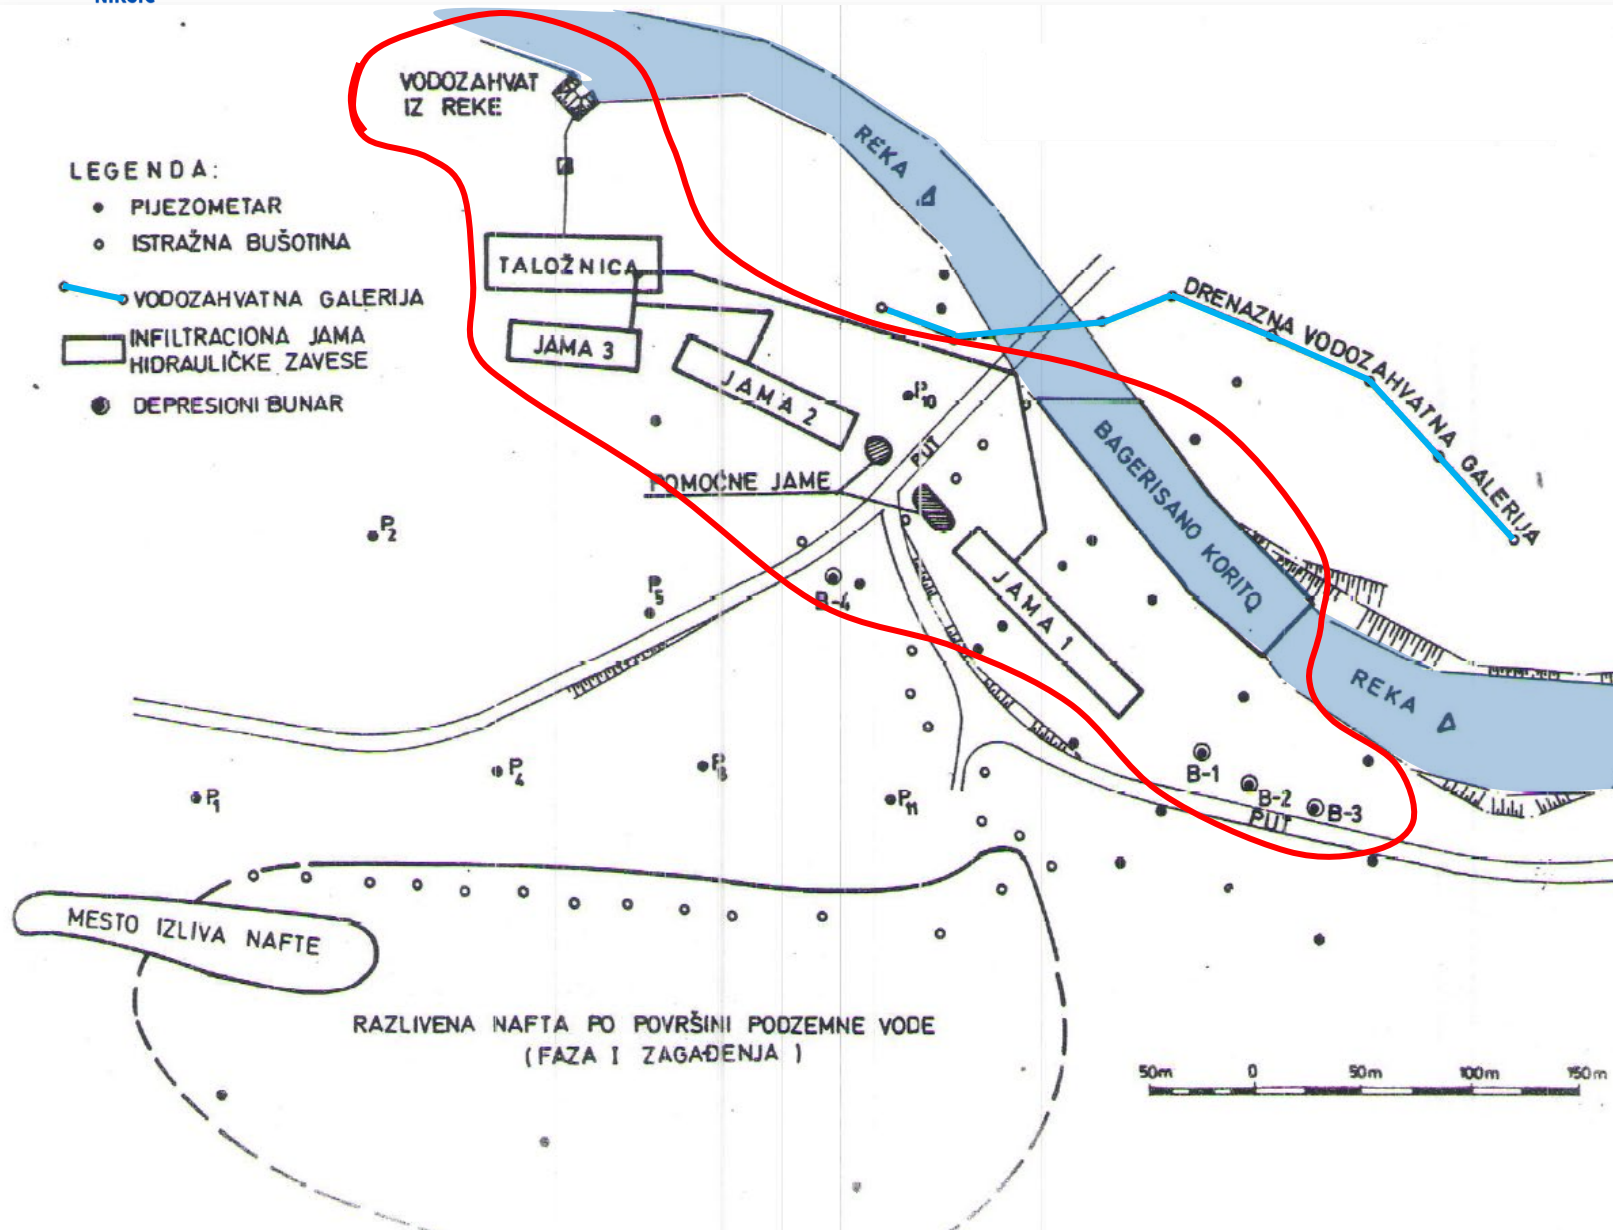 VODOZAHVAT
IZ REKE
LEGENDA:
PIJEZOMETAR
ISTRAŽNA BUŠOTINA
VODOZAHVATNA GALERIJA
INFILTRACIONA JAMA
HIDRAULIČKE ZAVESE
DEPRESIONI BUNAR
REKA
TALOŽNICA
JAMA 3
JAMA 2
DRENAZNA VODOZAHVATNA GALERIJA
P10
PUT
POMOĆNE JAME
BAGERISANO KORITO
P2
P5
B-4
JAMA 1
REKA
B-1
B-2
B-3
PUT
P1
P4
P11
MESTO IZLIVA NAFTE
RAZLIVENA NAFTA PO POVRŠINI PODZEMNE VODE
(FAZA I ZAGAĐENJA)
50m 0 50m 100m 150m